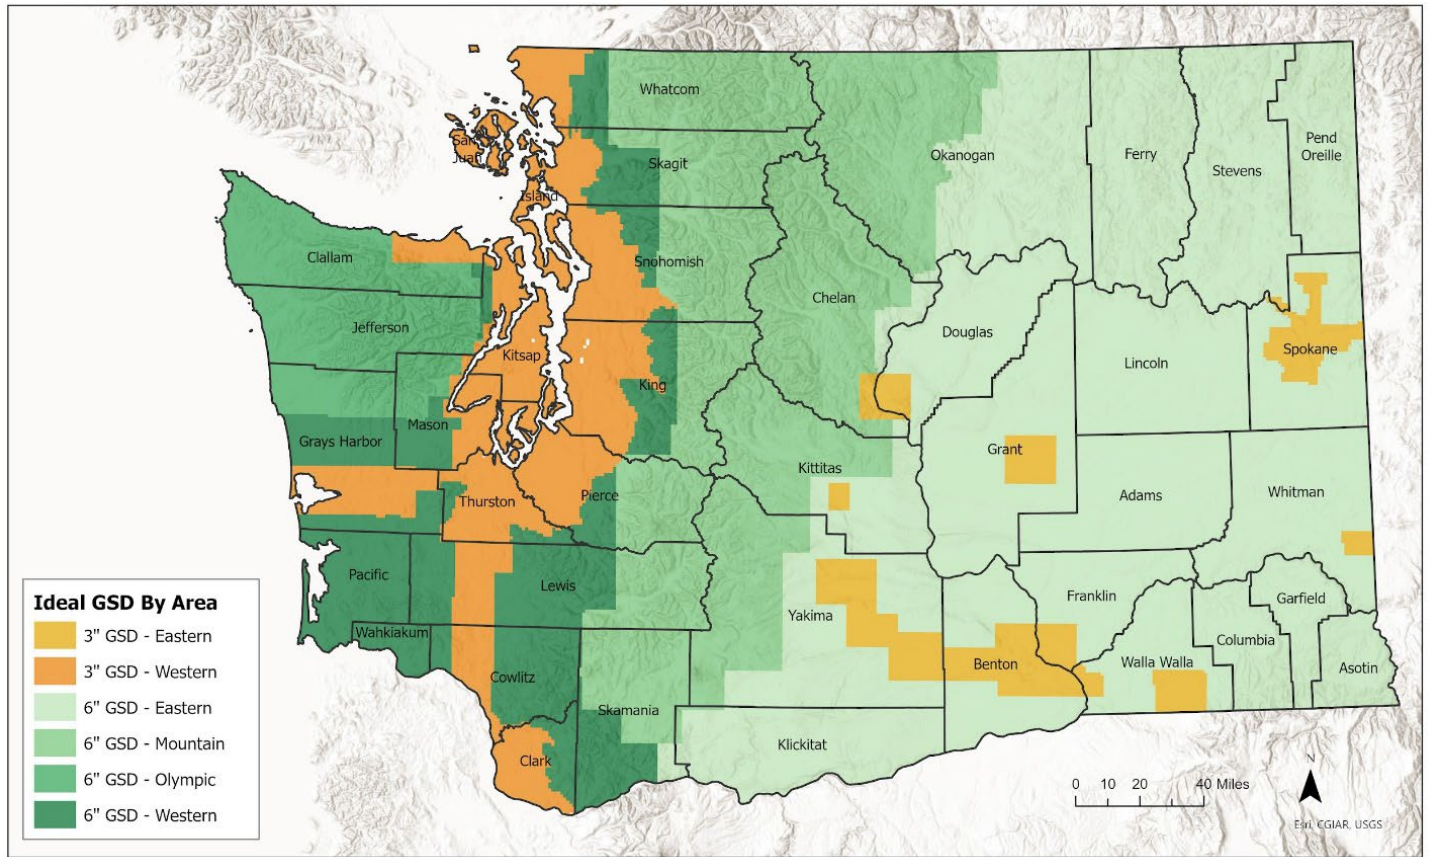 Whatcom
San
Juan
Skagit
Island
Okanogan
Ferry
Stevens
Pend
Oreille
Clallam
Snohomish
Chelan
Jefferson
Kitsap
Douglas
Lincoln
Spokane
King
Mason
Grays Harbor
Grant
Kittitas
Thurston
Pierce
Adams
Whitman
Pacific
Lewis
Yakima
Franklin
Garfield
Wahkiakum
Columbia
Cowlitz
Benton
Walla Walla
Asotin
Skamania
Klickitat
Clark
Ideal GSD By Area
3" GSD - Eastern
3" GSD - Western
6" GSD - Eastern
6" GSD - Mountain
6" GSD - Olympic
6" GSD - Western
N
0 10 20 40 Miles
Esri, CGIAR, USGS